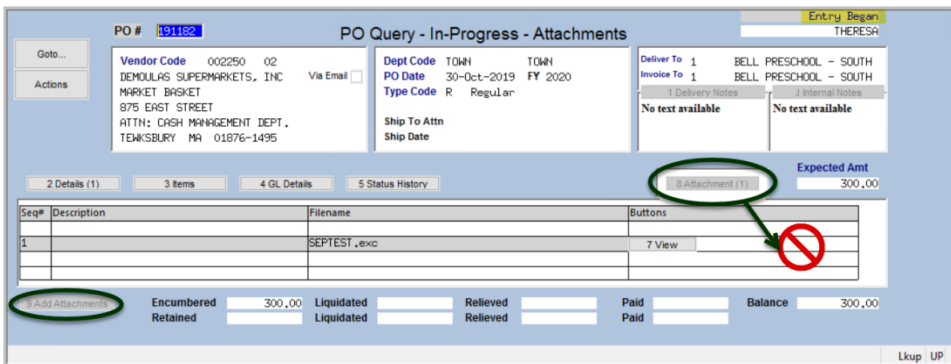 Entry Began
PO # 191182 PO Query - In-Progress - Attachments THERESA
Goto...
Actions
Vendor Code 002250 02
DEMOULAS SUPERMARKETS, INC Via Email
MARKET BASKET
875 EAST STREET
ATTN: CASH MANAGEMENT DEPT.
TEWKSBURY MA 01876-1495
Dept Code TOWN TOWN
PO Date 30-Oct-2019 FY 2020
Type Code R Regular
Ship To Attn
Ship Date
Deliver To 1 BELL PRESCHOOL - SOUTH
Invoice To 1 BELL PRESCHOOL - SOUTH
1 Delivery Notes J Internal Notes
No text available No text available
Expected Amt
2 Details (1) 3 Items 4 GL Details 5 Status History 8 Attachment (1) 300.00
Seq# Description Filename Buttons
1 SEPTEST.exc 7 View
9 Add Attachments Encumbered 300.00 Liquidated Relieved Paid Balance 300.00
Retained Liquidated Relieved Paid
Lkup UP